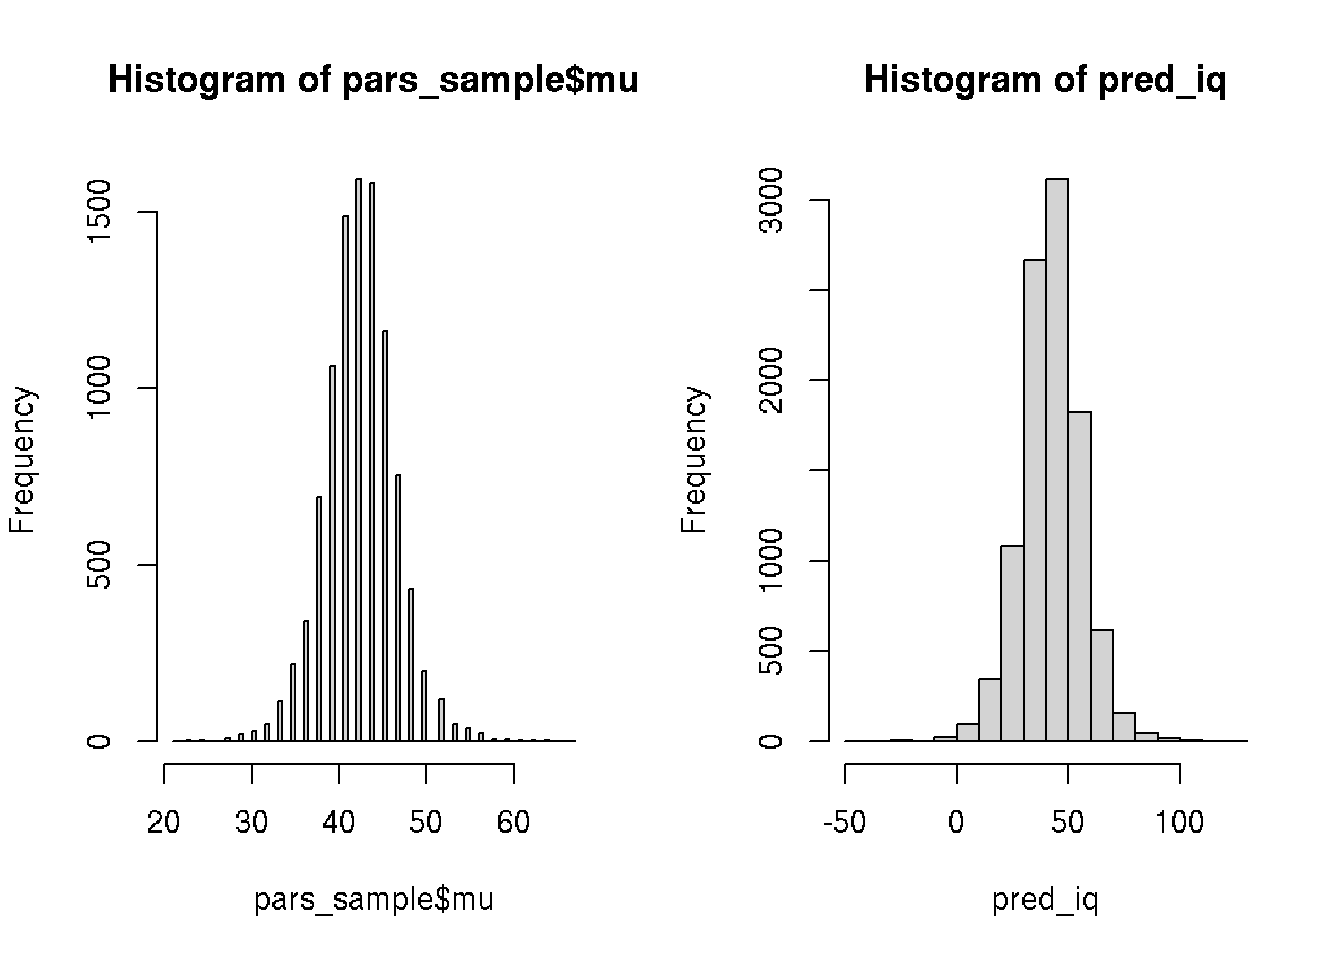 Histogram of pars_sample$mu
Frequency
0
500
1000
1500
20 30 40 50 60
pars_sample$mu
Histogram of pred_iq
Frequency
0
500
1000
2000
3000
-50 0 50 100
pred_iq